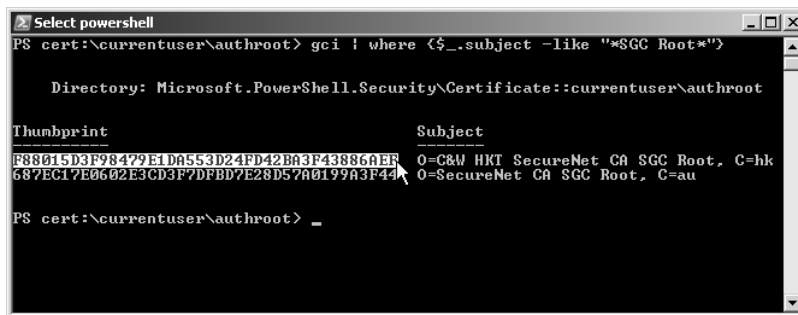 Select powershell
PS cert:\currentuser\authroot> gci | where {$_.subject -like "*SGC Root*"}
Directory: Microsoft.PowerShell.Security\Certificate::currentuser\authroot
Thumbprint Subject
---------- -------
F88015D3F98479E1DA553D24FD42BA3F43886AEF O=C&W HKT SecureNet CA SGC Root, C=hk
687EC17E0602E3CD3F7DFBD7E28D57A0199A3F44 O=SecureNet CA SGC Root, C=au
PS cert:\currentuser\authroot> _